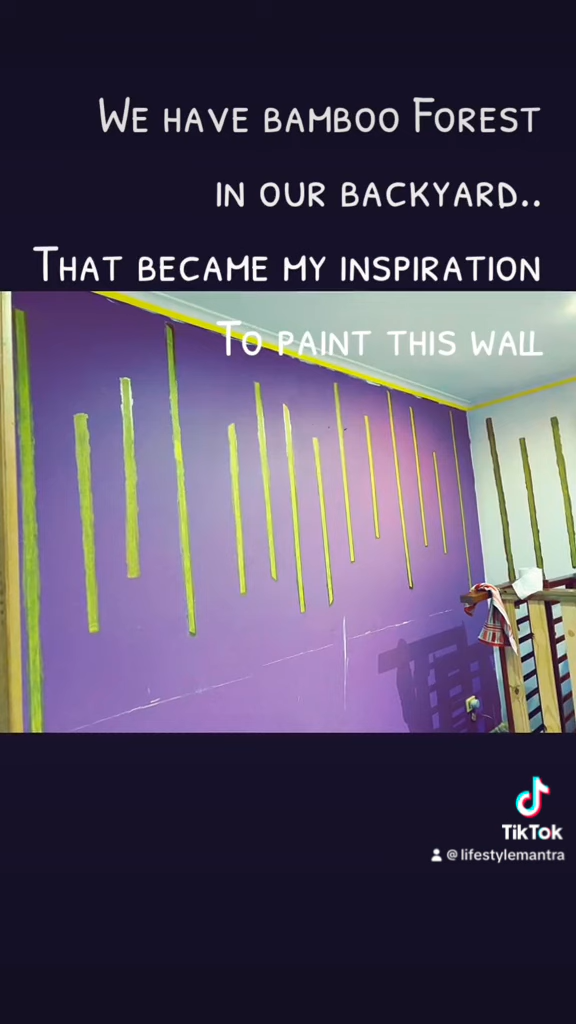 We have bamboo Forest
in our backyard..
That became my inspiration
To paint this wall
TikTok
@lifestylemantra